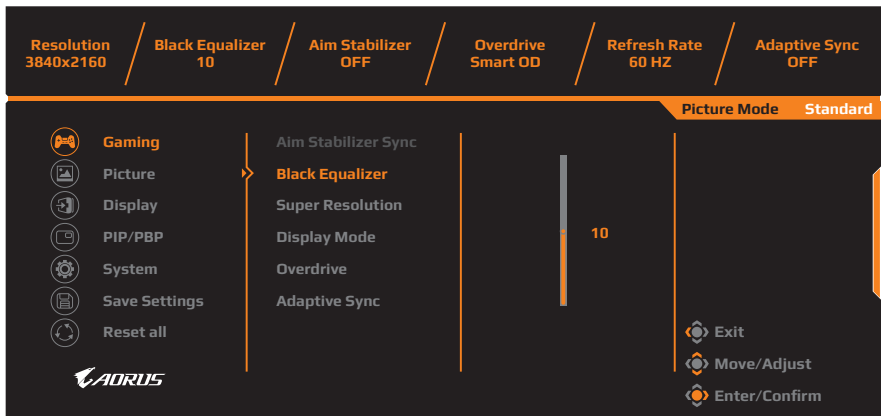 Resolution
3840x2160
Black Equalizer
10
Aim Stabilizer
OFF
Overdrive
Smart OD
Refresh Rate
60 HZ
Adaptive Sync
OFF
Picture Mode Standard
Gaming
Picture
Display
PIP/PBP
System
Save Settings
Reset all
AORUS
Aim Stabilizer Sync
Black Equalizer
Super Resolution
Display Mode
Overdrive
Adaptive Sync
10
Exit
Move/Adjust
Enter/Confirm